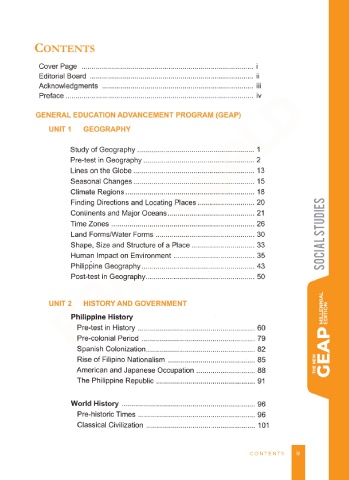 CONTENTS
Cover Page ........ i
Editorial Board ........ ii
Acknowledgments ........ iii
Preface ........ iv
GENERAL EDUCATION ADVANCEMENT PROGRAM (GEAP)
UNIT 1 GEOGRAPHY
Study of Geography ........ 1
Pre-test in Geography ........ 2
Lines on the Globe ........ 13
Seasonal Changes ........ 15
Climate Regions ........ 18
Finding Directions and Locating Places ........ 20
Continents and Major Oceans ........ 21
Time Zones ........ 26
Land Forms/Water Forms ........ 30
Shape, Size and Structure of a Place ........ 33
Human Impact on Environment ........ 35
Philippine Geography ........ 43
Post-test in Geography ........ 50
UNIT 2 HISTORY AND GOVERNMENT
Philippine History
Pre-test in History ........ 60
Pre-colonial Period ........ 79
Spanish Colonization ........ 82
Rise of Filipino Nationalism ........ 85
American and Japanese Occupation ........ 88
The Philippine Republic ........ 91
World History ........ 96
Pre-historic Times ........ 96
Classical Civilization ........ 101
SOCIAL STUDIES
THE NEW
GEAP
MILLENNIAL
EDITION
CONTENTS